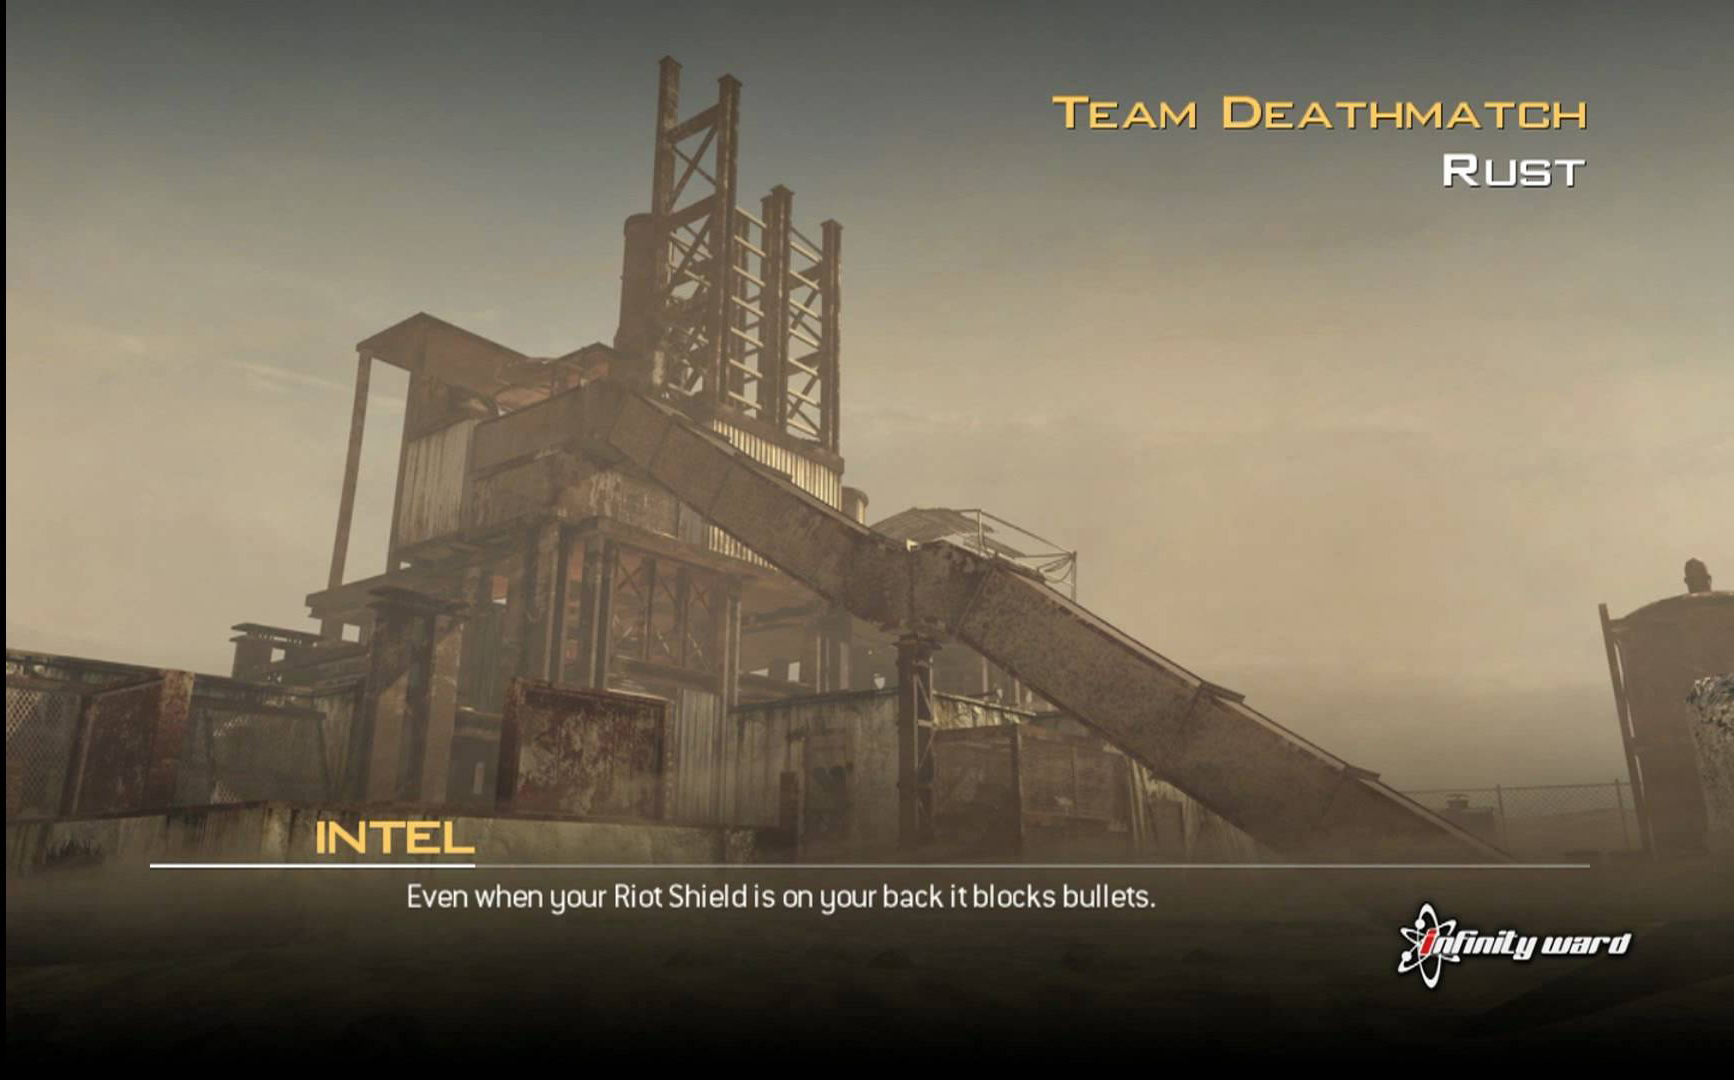 Team Deathmatch
Rust
INTEL
Even when your Riot Shield is on your back it blocks bullets.
infinity ward